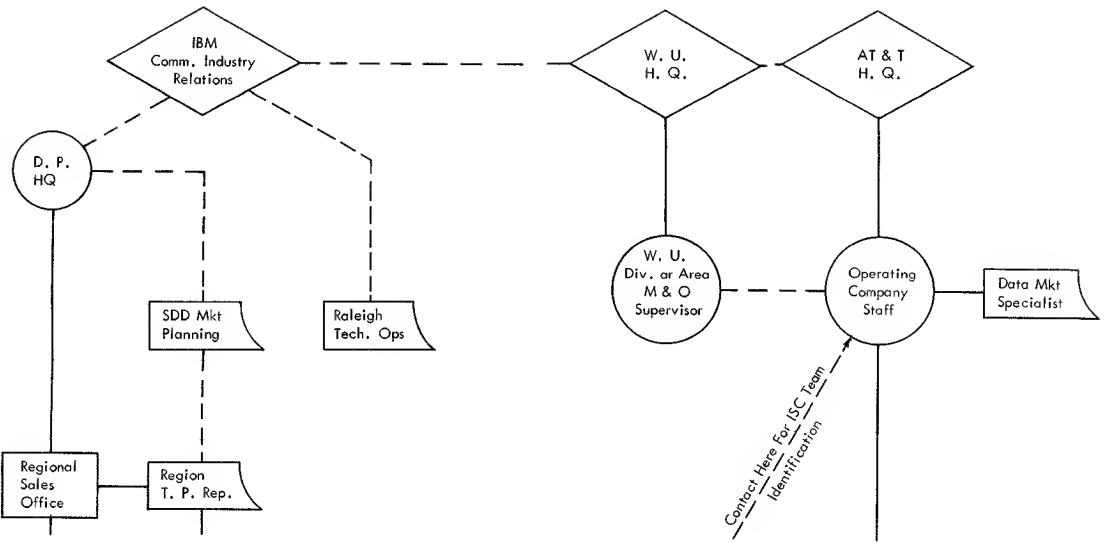 IBM
Comm. Industry
Relations
W. U.
H. Q.
AT & T
H. Q.
D. P.
HQ
W. U.
Div. ar Area
M & O
Supervisor
Operating
Company
Staff
Data Mkt
Specialist
SDD Mkt
Planning
Raleigh
Tech. Ops
Contact Here For ISC Team
Identification
Regional
Sales
Office
Region
T. P. Rep.